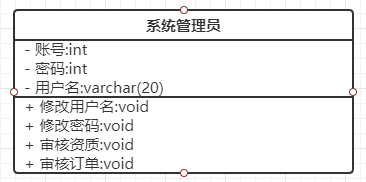 系统管理员
- 账号:int
- 密码:int
- 用户名:varchar(20)
+ 修改用户名:void
+ 修改密码:void
+ 审核资质:void
+ 审核订单:void